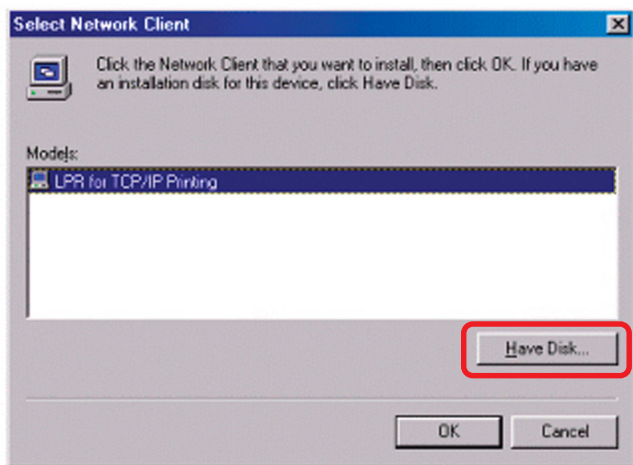 Select Network Client
Click the Network Client that you want to install, then click OK. If you have
an installation disk for this device, click Have Disk.
Models:
LPR for TCP/IP Printing
Have Disk...
OK
Cancel